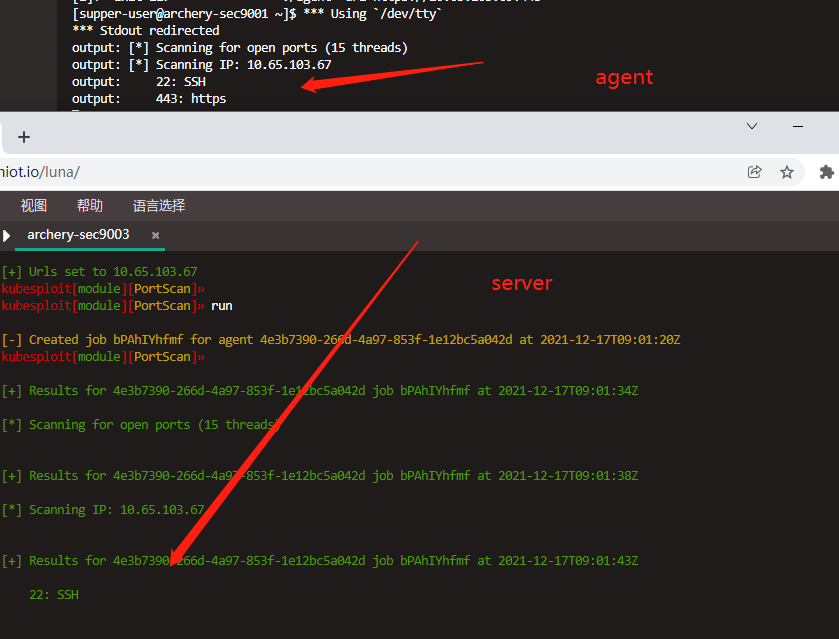 [supper-user@archery-sec9001 ~]$ *** Using `/dev/tty`
*** Stdout redirected
output: [*] Scanning for open ports (15 threads)
output: [*] Scanning IP: 10.65.103.67
output:     22: SSH
output:     443: https
agent
niot.io/luna/
视图 帮助 语言选择
archery-sec9003
server
[+] Urls set to 10.65.103.67
kubesploit[module][PortScan]»
kubesploit[module][PortScan]» run
[-] Created job bPAhIYhfmf for agent 4e3b7390-266d-4a97-853f-1e12bc5a042d at 2021-12-17T09:01:20Z
kubesploit[module][PortScan]»
[+] Results for 4e3b7390-266d-4a97-853f-1e12bc5a042d job bPAhIYhfmf at 2021-12-17T09:01:34Z
[*] Scanning for open ports (15 threads)
[+] Results for 4e3b7390-266d-4a97-853f-1e12bc5a042d job bPAhIYhfmf at 2021-12-17T09:01:38Z
[*] Scanning IP: 10.65.103.67
[+] Results for 4e3b7390-266d-4a97-853f-1e12bc5a042d job bPAhIYhfmf at 2021-12-17T09:01:43Z
22: SSH